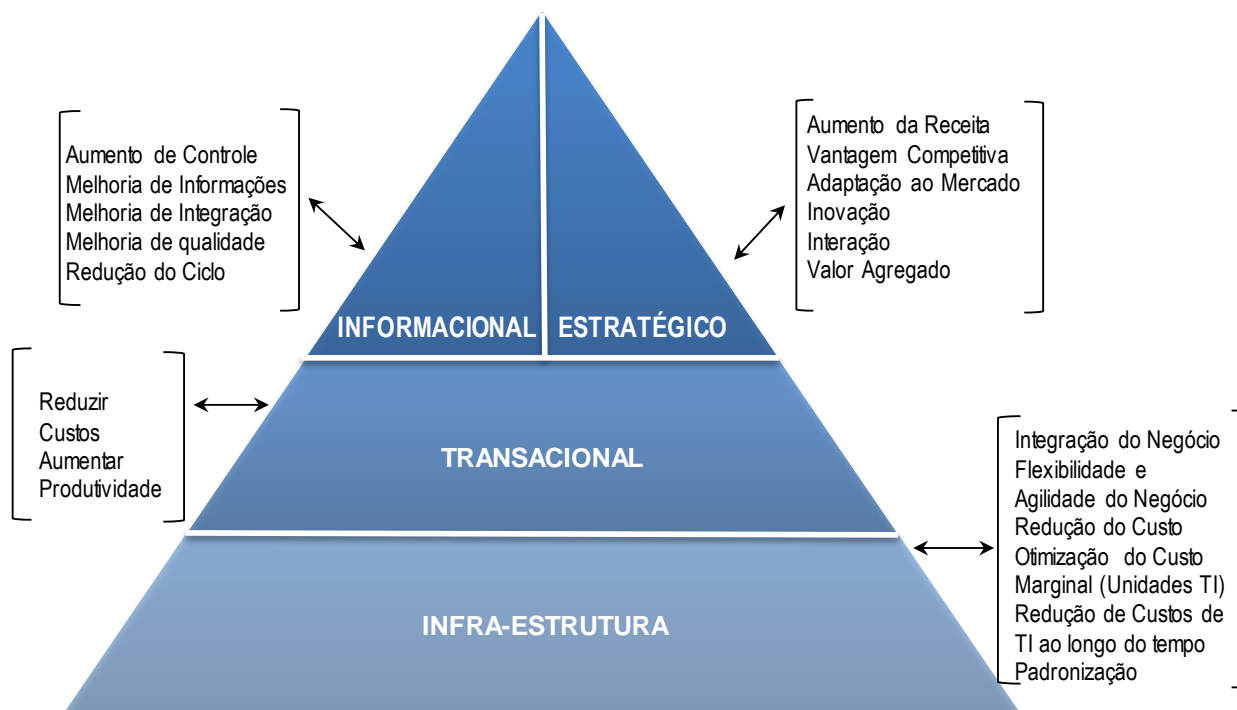 Aumento de Controle
Melhoria de Informações
Melhoria de Integração
Melhoria de qualidade
Redução do Ciclo
Aumento da Receita
Vantagem Competitiva
Adaptação ao Mercado
Inovação
Interação
Valor Agregado
INFORMACIONAL
ESTRATÉGICO
Reduzir
Custos
Aumentar
Produtividade
TRANSACIONAL
Integração do Negócio
Flexibilidade e
Agilidade do Negócio
Redução do Custo
Otimização do Custo
Marginal (Unidades TI)
Redução de Custos de
TI ao longo do tempo
Padronização
INFRA-ESTRUTURA